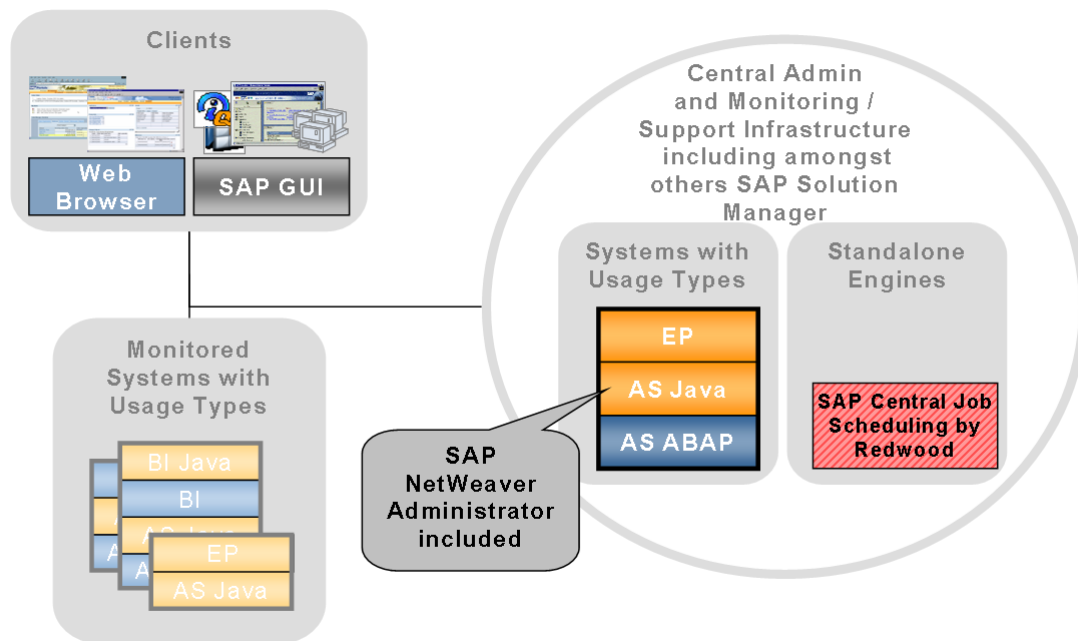 Clients
Web
Browser
SAP GUI
Central Admin
and Monitoring /
Support Infrastructure
including amongst
others SAP Solution
Manager
Systems with
Usage Types
EP
AS Java
AS ABAP
Standalone
Engines
SAP Central Job
Scheduling by
Redwood
SAP
NetWeaver
Administrator
included
Monitored
Systems with
Usage Types
BI Java
BI
AS Java
EP
AS Java